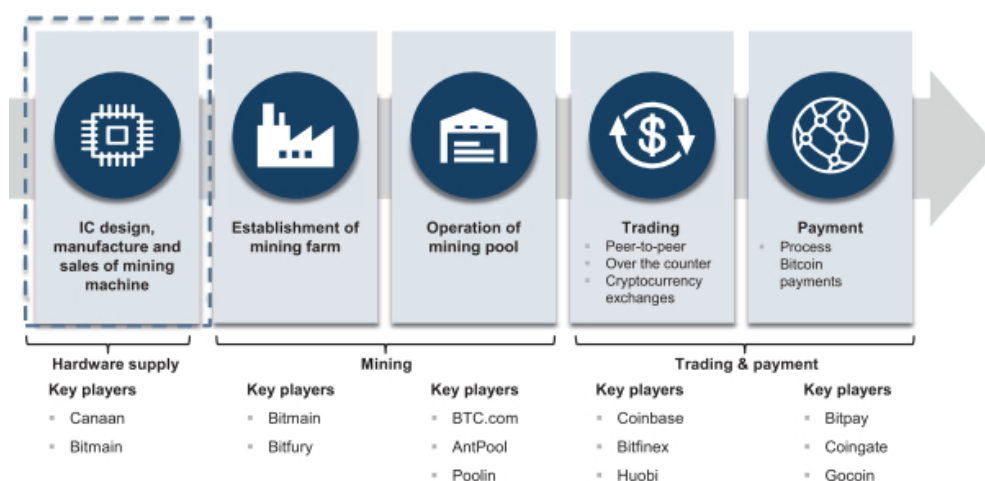 IC design,
manufacture and
sales of mining
machine
Establishment of
mining farm
Operation of
mining pool
Trading
Peer-to-peer
Over the counter
Cryptocurrency
exchanges
Payment
Process
Bitcoin
payments
Hardware supply
Mining
Trading & payment
Key players
Canaan
Bitmain
Key players
Bitmain
Bitfury
Key players
BTC.com
AntPool
Poolin
Key players
Coinbase
Bitfinex
Huobi
Key players
Bitpay
Coingate
Gocoin